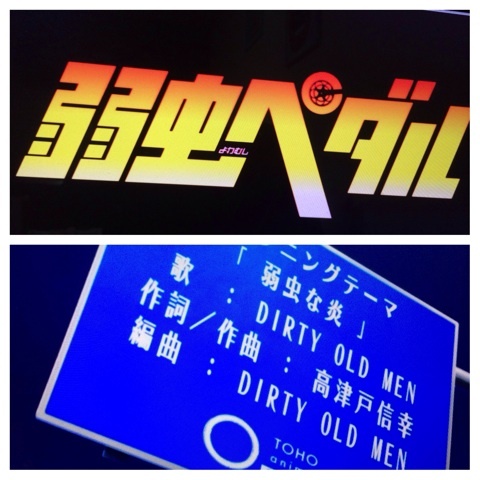 弱虫ペダル
よわむし
ニングテーマ
「弱虫な炎」
歌 : DIRTY OLD MEN
作詞／作曲 : 高津戸信幸
編曲 : DIRTY OLD MEN
TOHO
anim